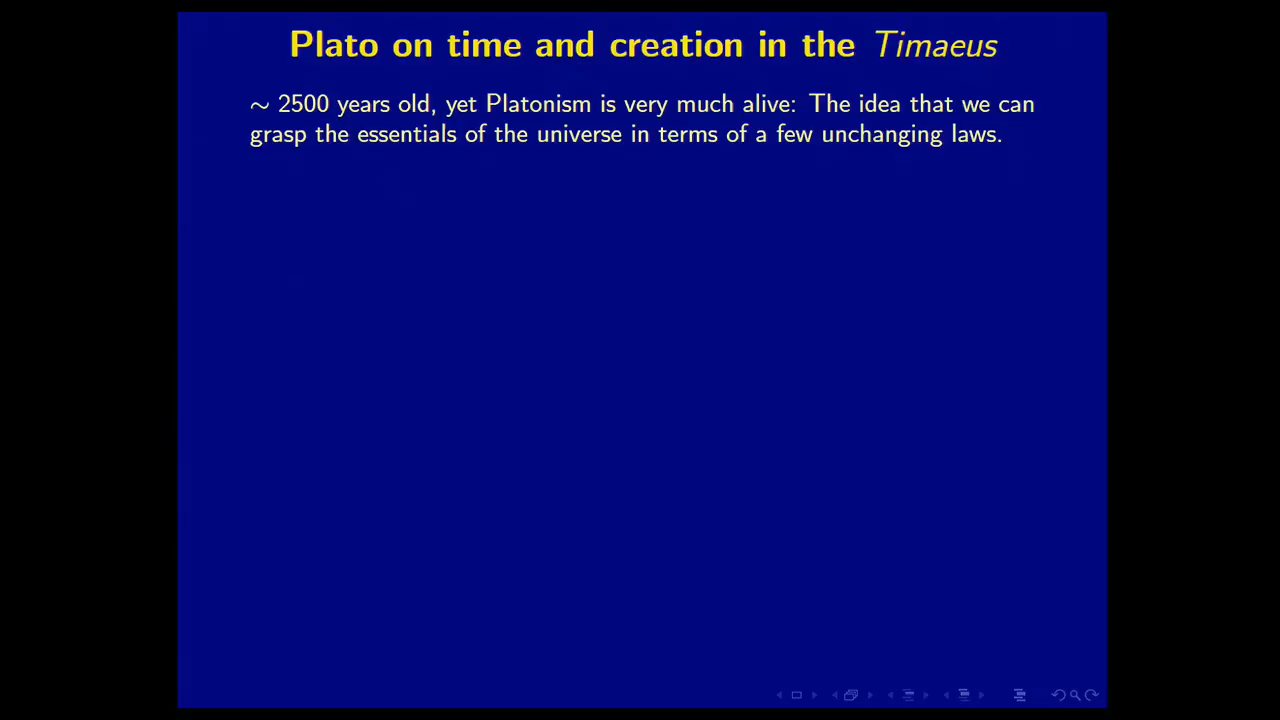 Plato on time and creation in the Timaeus
∼ 2500 years old, yet Platonism is very much alive: The idea that we can
grasp the essentials of the universe in terms of a few unchanging laws.